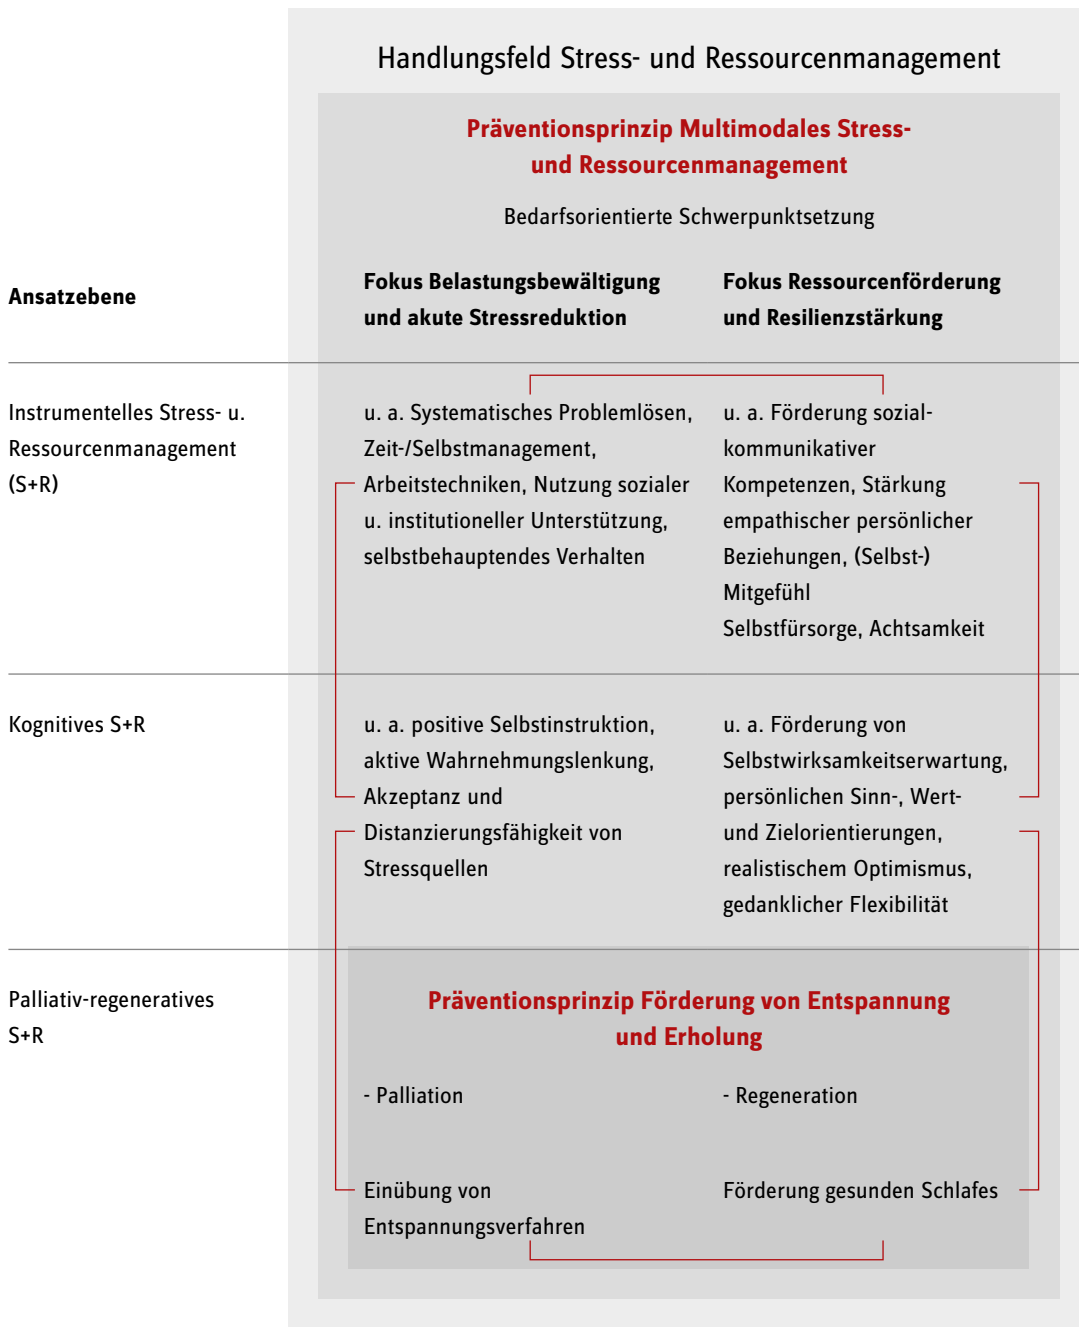 Handlungsfeld Stress- und Ressourcenmanagement
Präventionsprinzip Multimodales Stress-
und Ressourcenmanagement
Bedarfsorientierte Schwerpunktsetzung
Ansatzebene
Fokus Belastungsbewältigung
und akute Stressreduktion
Fokus Ressourcenförderung
und Resilienzstärkung
Instrumentelles Stress- u.
Ressourcenmanagement
(S+R)
u. a. Systematisches Problemlösen,
Zeit-/Selbstmanagement,
Arbeitstechniken, Nutzung sozialer
u. institutioneller Unterstützung,
selbstbehauptendes Verhalten
u. a. Förderung sozial-
kommunikativer
Kompetenzen, Stärkung
empathischer persönlicher
Beziehungen, (Selbst-)
Mitgefühl
Selbstfürsorge, Achtsamkeit
Kognitives S+R
u. a. positive Selbstinstruktion,
aktive Wahrnehmungslenkung,
Akzeptanz und
Distanzierungsfähigkeit von
Stressquellen
u. a. Förderung von
Selbstwirksamkeitserwartung,
persönlichen Sinn-, Wert-
und Zielorientierungen,
realistischem Optimismus,
gedanklicher Flexibilität
Palliativ-regeneratives
S+R
Präventionsprinzip Förderung von Entspannung
und Erholung
- Palliation
- Regeneration
Einübung von
Entspannungsverfahren
Förderung gesunden Schlafes